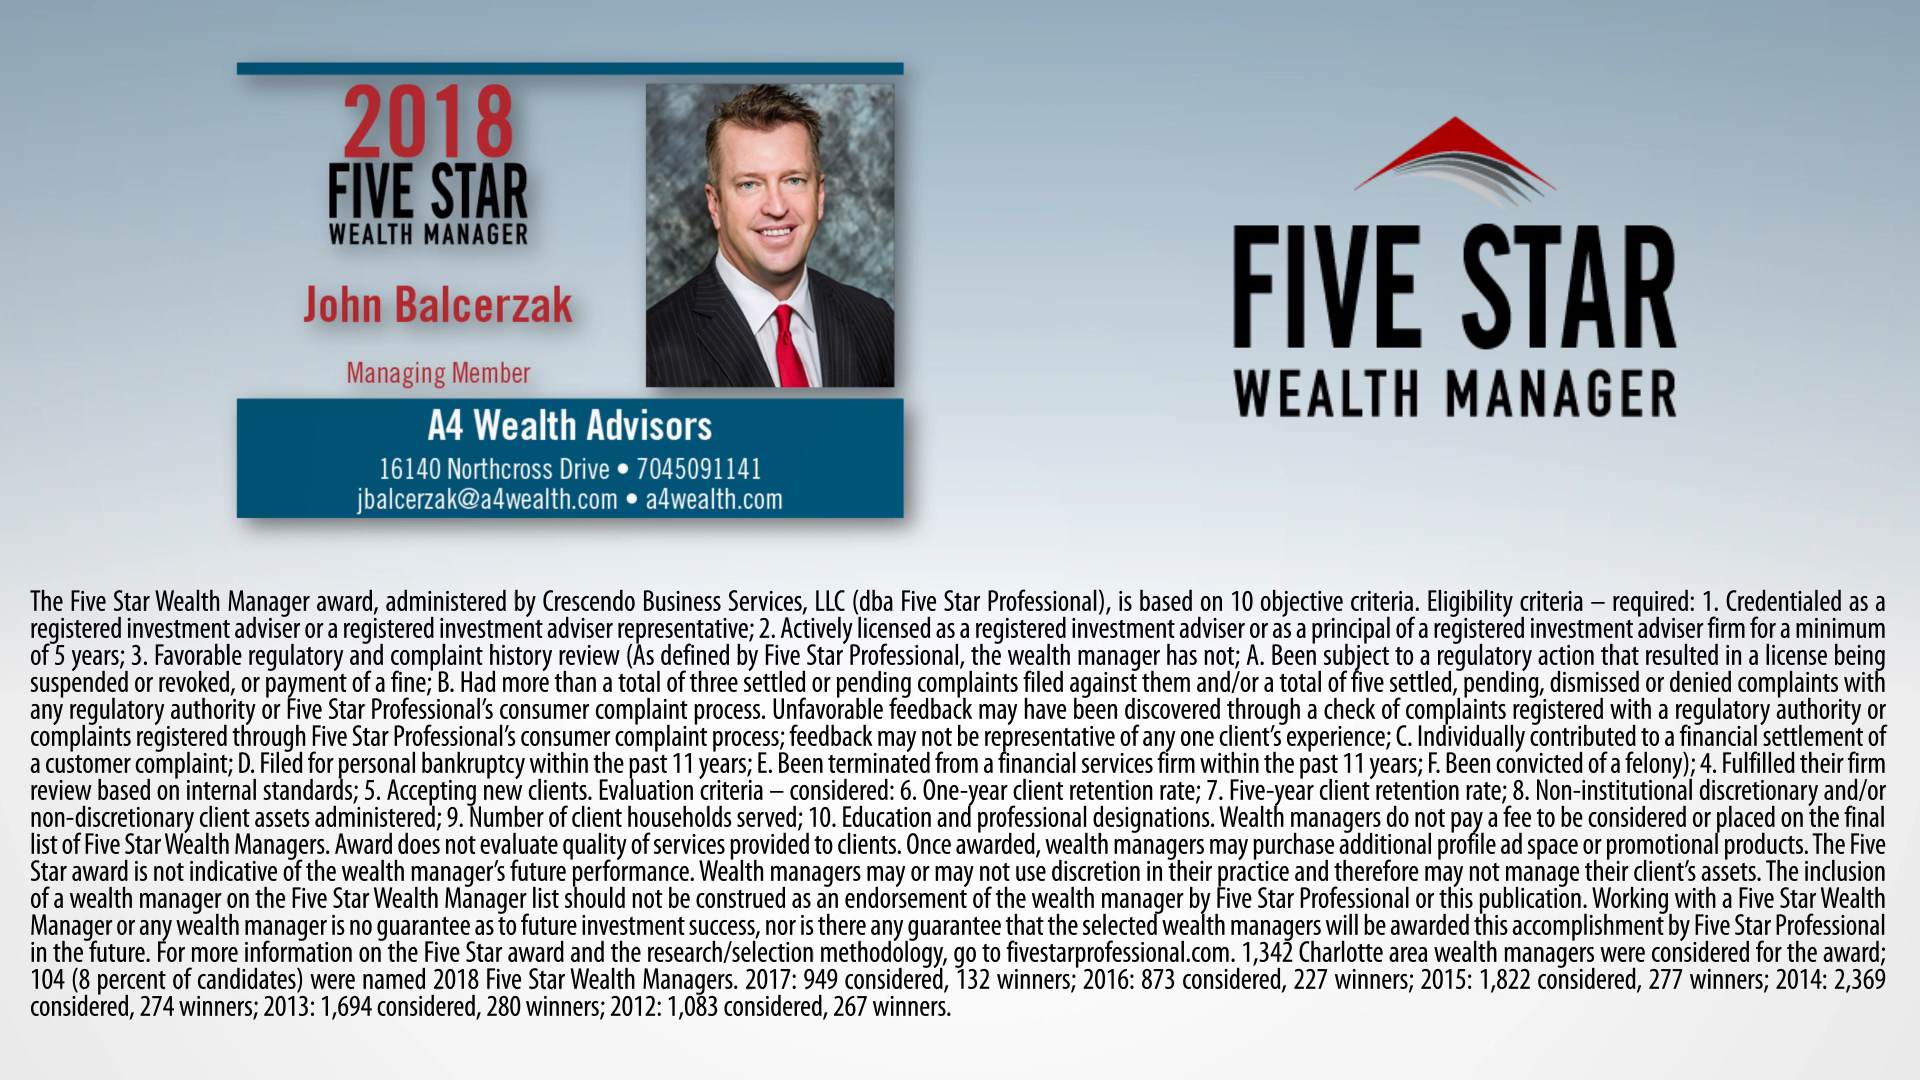 2018
FIVE STAR
WEALTH MANAGER
John Balcerzak
Managing Member
A4 Wealth Advisors
16140 Northcross Drive • 7045091141
jbalcerzak@a4wealth.com • a4wealth.com
FIVE STAR
WEALTH MANAGER
The Five Star Wealth Manager award, administered by Crescendo Business Services, LLC (dba Five Star Professional), is based on 10 objective criteria. Eligibility criteria – required: 1. Credentialed as a
registered investment adviser or a registered investment adviser representative; 2. Actively licensed as a registered investment adviser or as a principal of a registered investment adviser firm for a minimum
of 5 years; 3. Favorable regulatory and complaint history review (As defined by Five Star Professional, the wealth manager has not; A. Been subject to a regulatory action that resulted in a license being
suspended or revoked, or payment of a fine; B. Had more than a total of three settled or pending complaints filed against them and/or a total of five settled, pending, dismissed or denied complaints with
any regulatory authority or Five Star Professional’s consumer complaint process. Unfavorable feedback may have been discovered through a check of complaints registered with a regulatory authority or
complaints registered through Five Star Professional’s consumer complaint process; feedback may not be representative of any one client’s experience; C. Individually contributed to a financial settlement of
a customer complaint; D. Filed for personal bankruptcy within the past 11 years; E. Been terminated from a financial services firm within the past 11 years; F. Been convicted of a felony); 4. Fulfilled their firm
review based on internal standards; 5. Accepting new clients. Evaluation criteria – considered: 6. One-year client retention rate; 7. Five-year client retention rate; 8. Non-institutional discretionary and/or
non-discretionary client assets administered; 9. Number of client households served; 10. Education and professional designations. Wealth managers do not pay a fee to be considered or placed on the final
list of Five Star Wealth Managers. Award does not evaluate quality of services provided to clients. Once awarded, wealth managers may purchase additional profile ad space or promotional products. The Five
Star award is not indicative of the wealth manager’s future performance. Wealth managers may or may not use discretion in their practice and therefore may not manage their client’s assets. The inclusion
of a wealth manager on the Five Star Wealth Manager list should not be construed as an endorsement of the wealth manager by Five Star Professional or this publication. Working with a Five Star Wealth
Manager or any wealth manager is no guarantee as to future investment success, nor is there any guarantee that the selected wealth managers will be awarded this accomplishment by Five Star Professional
in the future. For more information on the Five Star award and the research/selection methodology, go to fivestarprofessional.com. 1,342 Charlotte area wealth managers were considered for the award;
104 (8 percent of candidates) were named 2018 Five Star Wealth Managers. 2017: 949 considered, 132 winners; 2016: 873 considered, 227 winners; 2015: 1,822 considered, 277 winners; 2014: 2,369
considered, 274 winners; 2013: 1,694 considered, 280 winners; 2012: 1,083 considered, 267 winners.